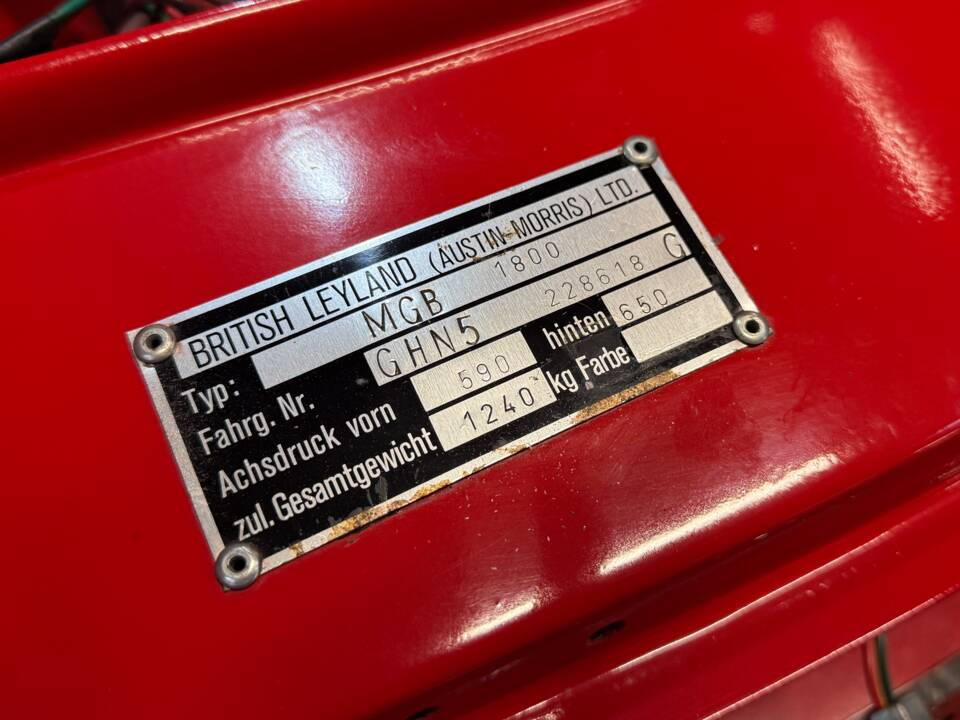 BRITISH LEYLAND (AUSTIN-MORRIS) LTD.
Typ: MGB 1800
Fahrg. Nr. GHN5 228618 G
Achsdruck vorn 590 hinten 650
zul. Gesamtgewicht 1240 kg Farbe